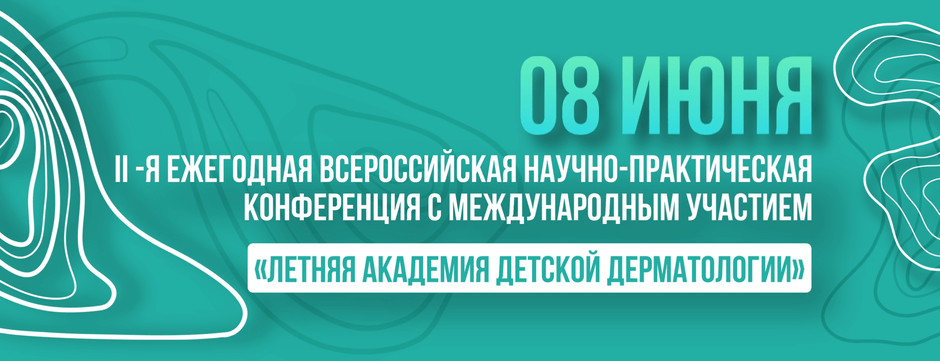 08 ИЮНЯ
II -Я ЕЖЕГОДНАЯ ВСЕРОССИЙСКАЯ НАУЧНО-ПРАКТИЧЕСКАЯ
КОНФЕРЕНЦИЯ С МЕЖДУНАРОДНЫМ УЧАСТИЕМ
«ЛЕТНЯЯ АКАДЕМИЯ ДЕТСКОЙ ДЕРМАТОЛОГИИ»